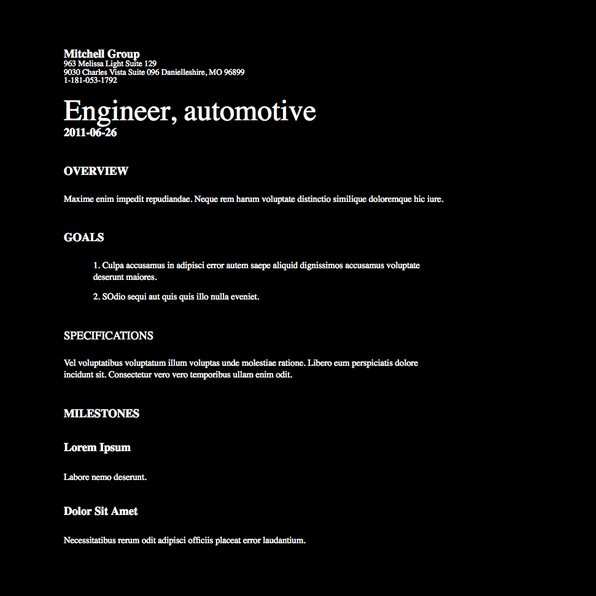 Mitchell Group
963 Melissa Light Suite 129
9030 Charles Vista Suite 096 Danielleshire, MO 96899
1-181-053-1792
Engineer, automotive
2011-06-26
OVERVIEW
Maxime enim impedit repudiandae. Neque rem harum voluptate distinctio similique doloremque hic iure.
GOALS
1. Culpa accusamus in adipisci error autem saepe aliquid dignissimos accusamus voluptate
deserunt maiores.
2. SOdio sequi aut quis quis illo nulla eveniet.
SPECIFICATIONS
Vel voluptatibus voluptatum illum voluptas unde molestiae ratione. Libero eum perspiciatis dolore
incidunt sit. Consectetur vero vero temporibus ullam enim odit.
MILESTONES
Lorem Ipsum
Labore nemo deserunt.
Dolor Sit Amet
Necessitatibus rerum odit adipisci officiis placeat error laudantium.